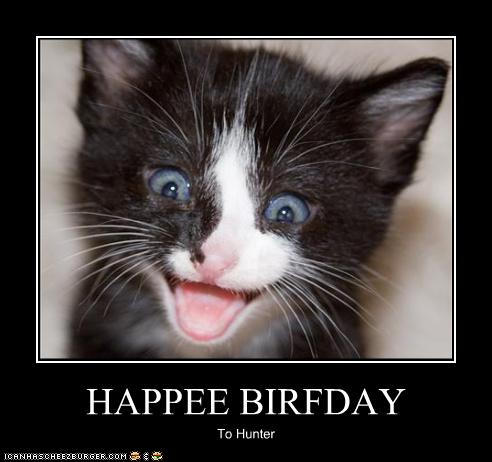 HAPPEE BIRFDAY
To Hunter
ICANHASCHEEZBURGER.COM